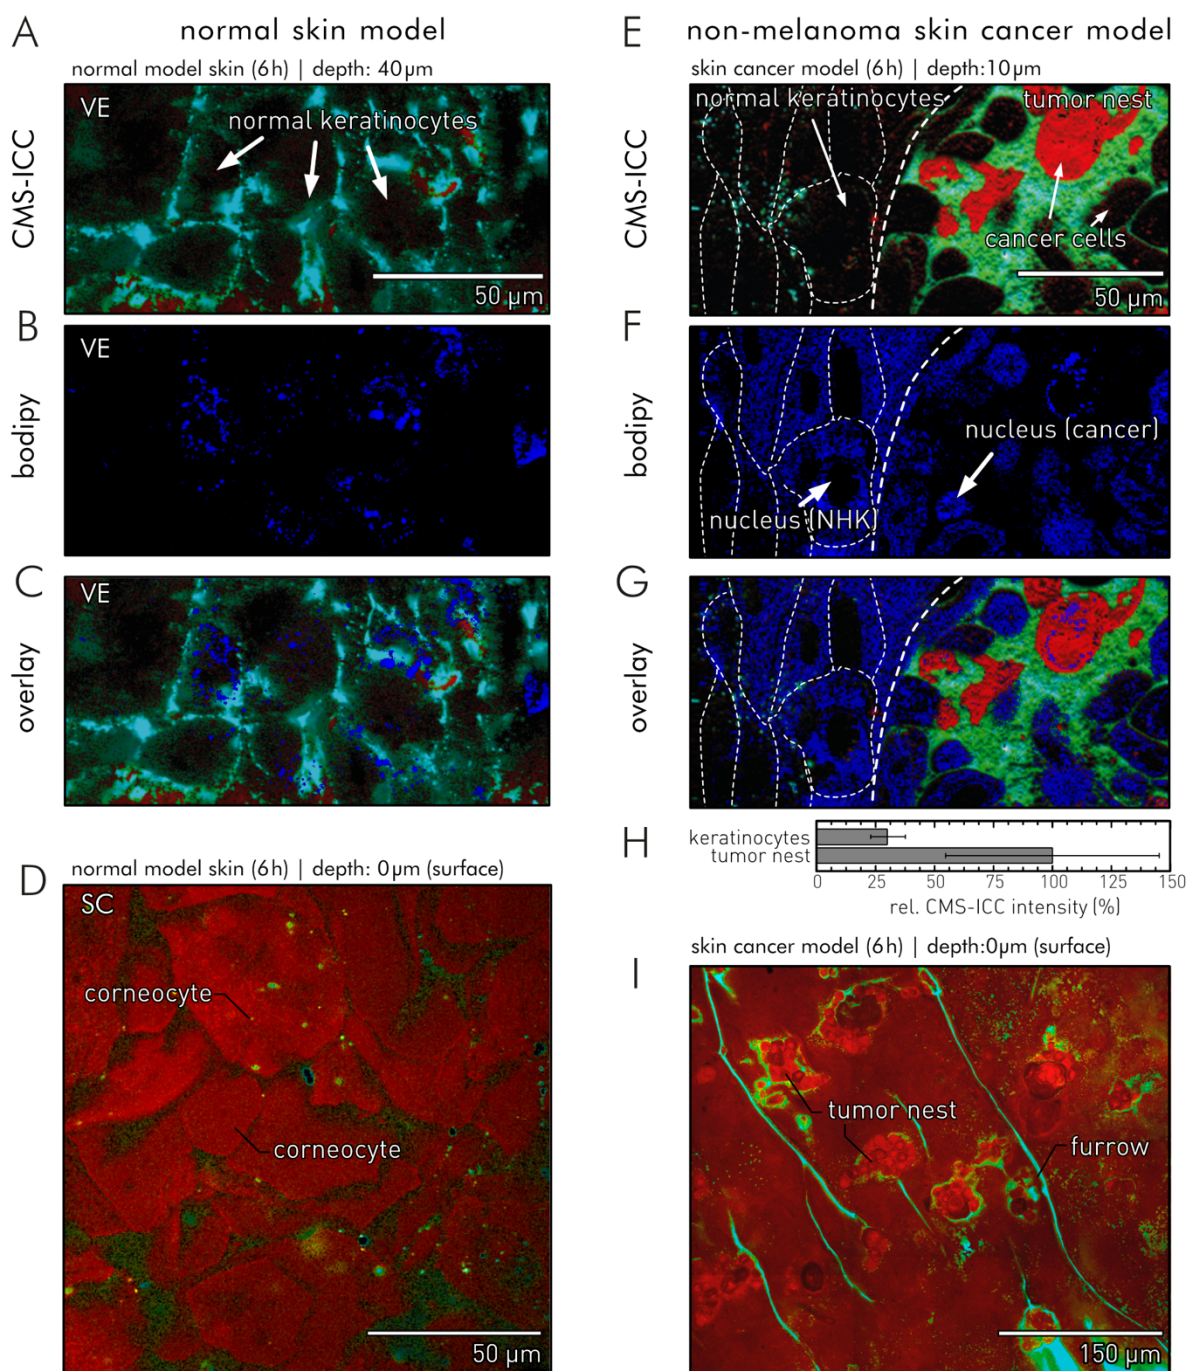 A
normal skin model
normal model skin (6h) | depth: 40µm
CMS-ICC
VE
normal keratinocytes
50 µm
B
bodipy
VE
C
overlay
VE
normal model skin (6h) | depth: 0µm (surface)
D
SC
corneocyte
corneocyte
50 µm
E
non-melanoma skin cancer model
skin cancer model (6h) | depth:10µm
CMS-ICC
normal keratinocytes
tumor nest
cancer cells
50 µm
F
bodipy
nucleus (cancer)
nucleus (NHK)
G
overlay
H
keratinocytes
tumor nest
0 25 50 75 100 125 150
rel. CMS-ICC intensity (%)
skin cancer model (6h) | depth:0µm (surface)
I
tumor nest
furrow
150 µm